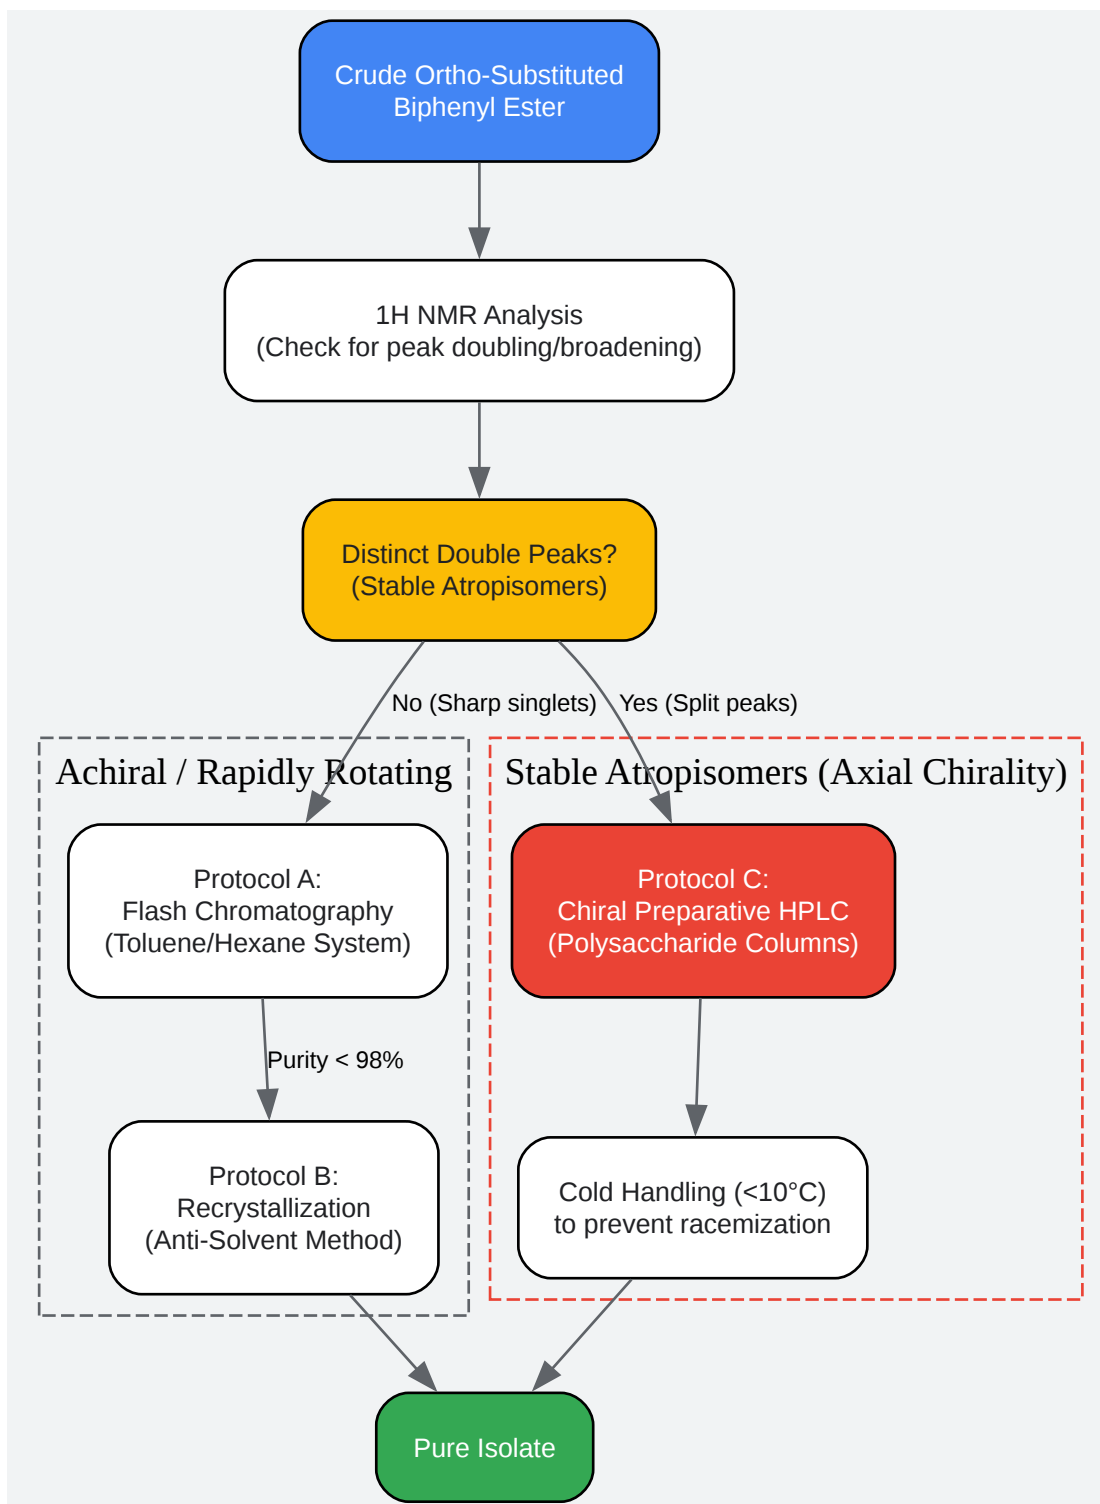 Crude Ortho-Substituted
Biphenyl Ester
1H NMR Analysis
(Check for peak doubling/broadening)
Distinct Double Peaks?
(Stable Atropisomers)
No (Sharp singlets)
Yes (Split peaks)
Achiral / Rapidly Rotating
Stable Atropisomers (Axial Chirality)
Protocol A:
Flash Chromatography
(Toluene/Hexane System)
Protocol C:
Chiral Preparative HPLC
(Polysaccharide Columns)
Purity < 98%
Protocol B:
Recrystallization
(Anti-Solvent Method)
Cold Handling (<10°C)
to prevent racemization
Pure Isolate